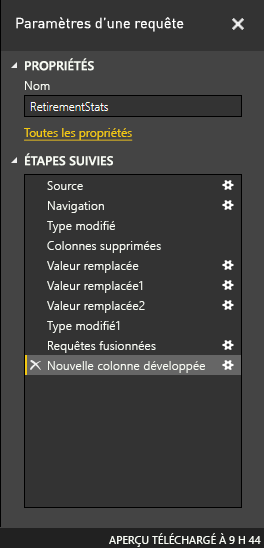 Paramètres d'une requête
PROPRIÉTÉS
Nom
RetirementStats
Toutes les propriétés
ÉTAPES SUIVIES
Source
Navigation
Type modifié
Colonnes supprimées
Valeur remplacée
Valeur remplacée1
Valeur remplacée2
Type modifié1
Requêtes fusionnées
Nouvelle colonne développée
APERÇU TÉLÉCHARGÉ À 9 H 44